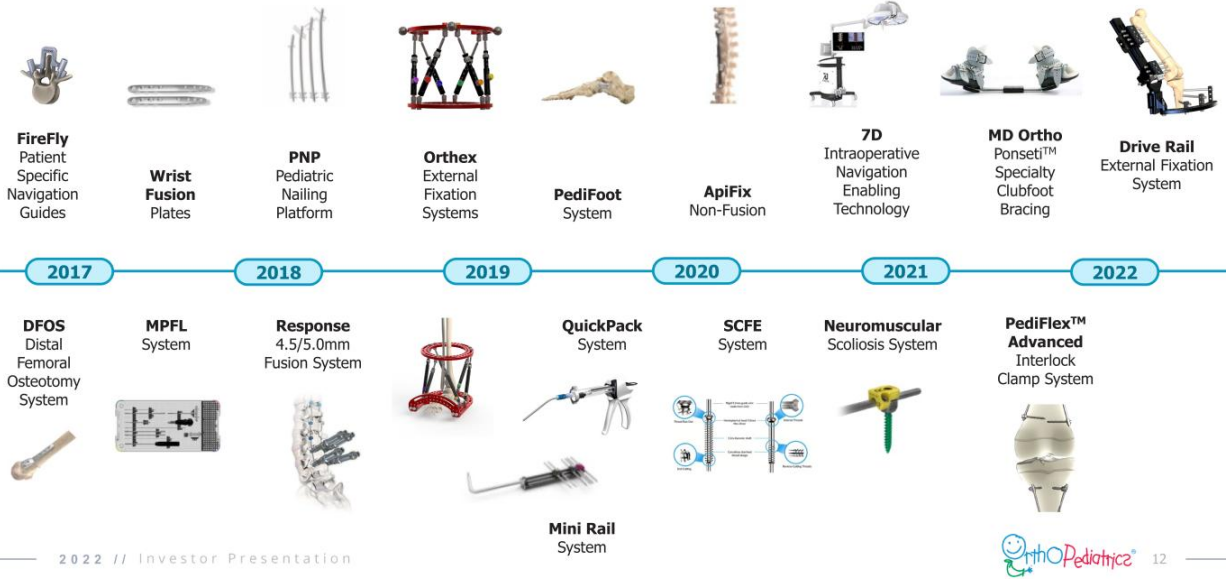 FireFly
Patient
Specific
Navigation
Guides
Wrist
Fusion
Plates
PNP
Pediatric
Nailing
Platform
Orthex
External
Fixation
Systems
PediFoot
System
ApiFix
Non-Fusion
7D
Intraoperative
Navigation
Enabling
Technology
MD Ortho
Ponseti™
Specialty
Clubfoot
Bracing
Drive Rail
External Fixation
System
2017
2018
2019
2020
2021
2022
DFOS
Distal
Femoral
Osteotomy
System
MPFL
System
Response
4.5/5.0mm
Fusion System
QuickPack
System
Mini Rail
System
SCFE
System
Neuromuscular
Scoliosis System
PediFlex™
Advanced
Interlock
Clamp System
2022 // Investor Presentation
OrthOPediatrics®
12